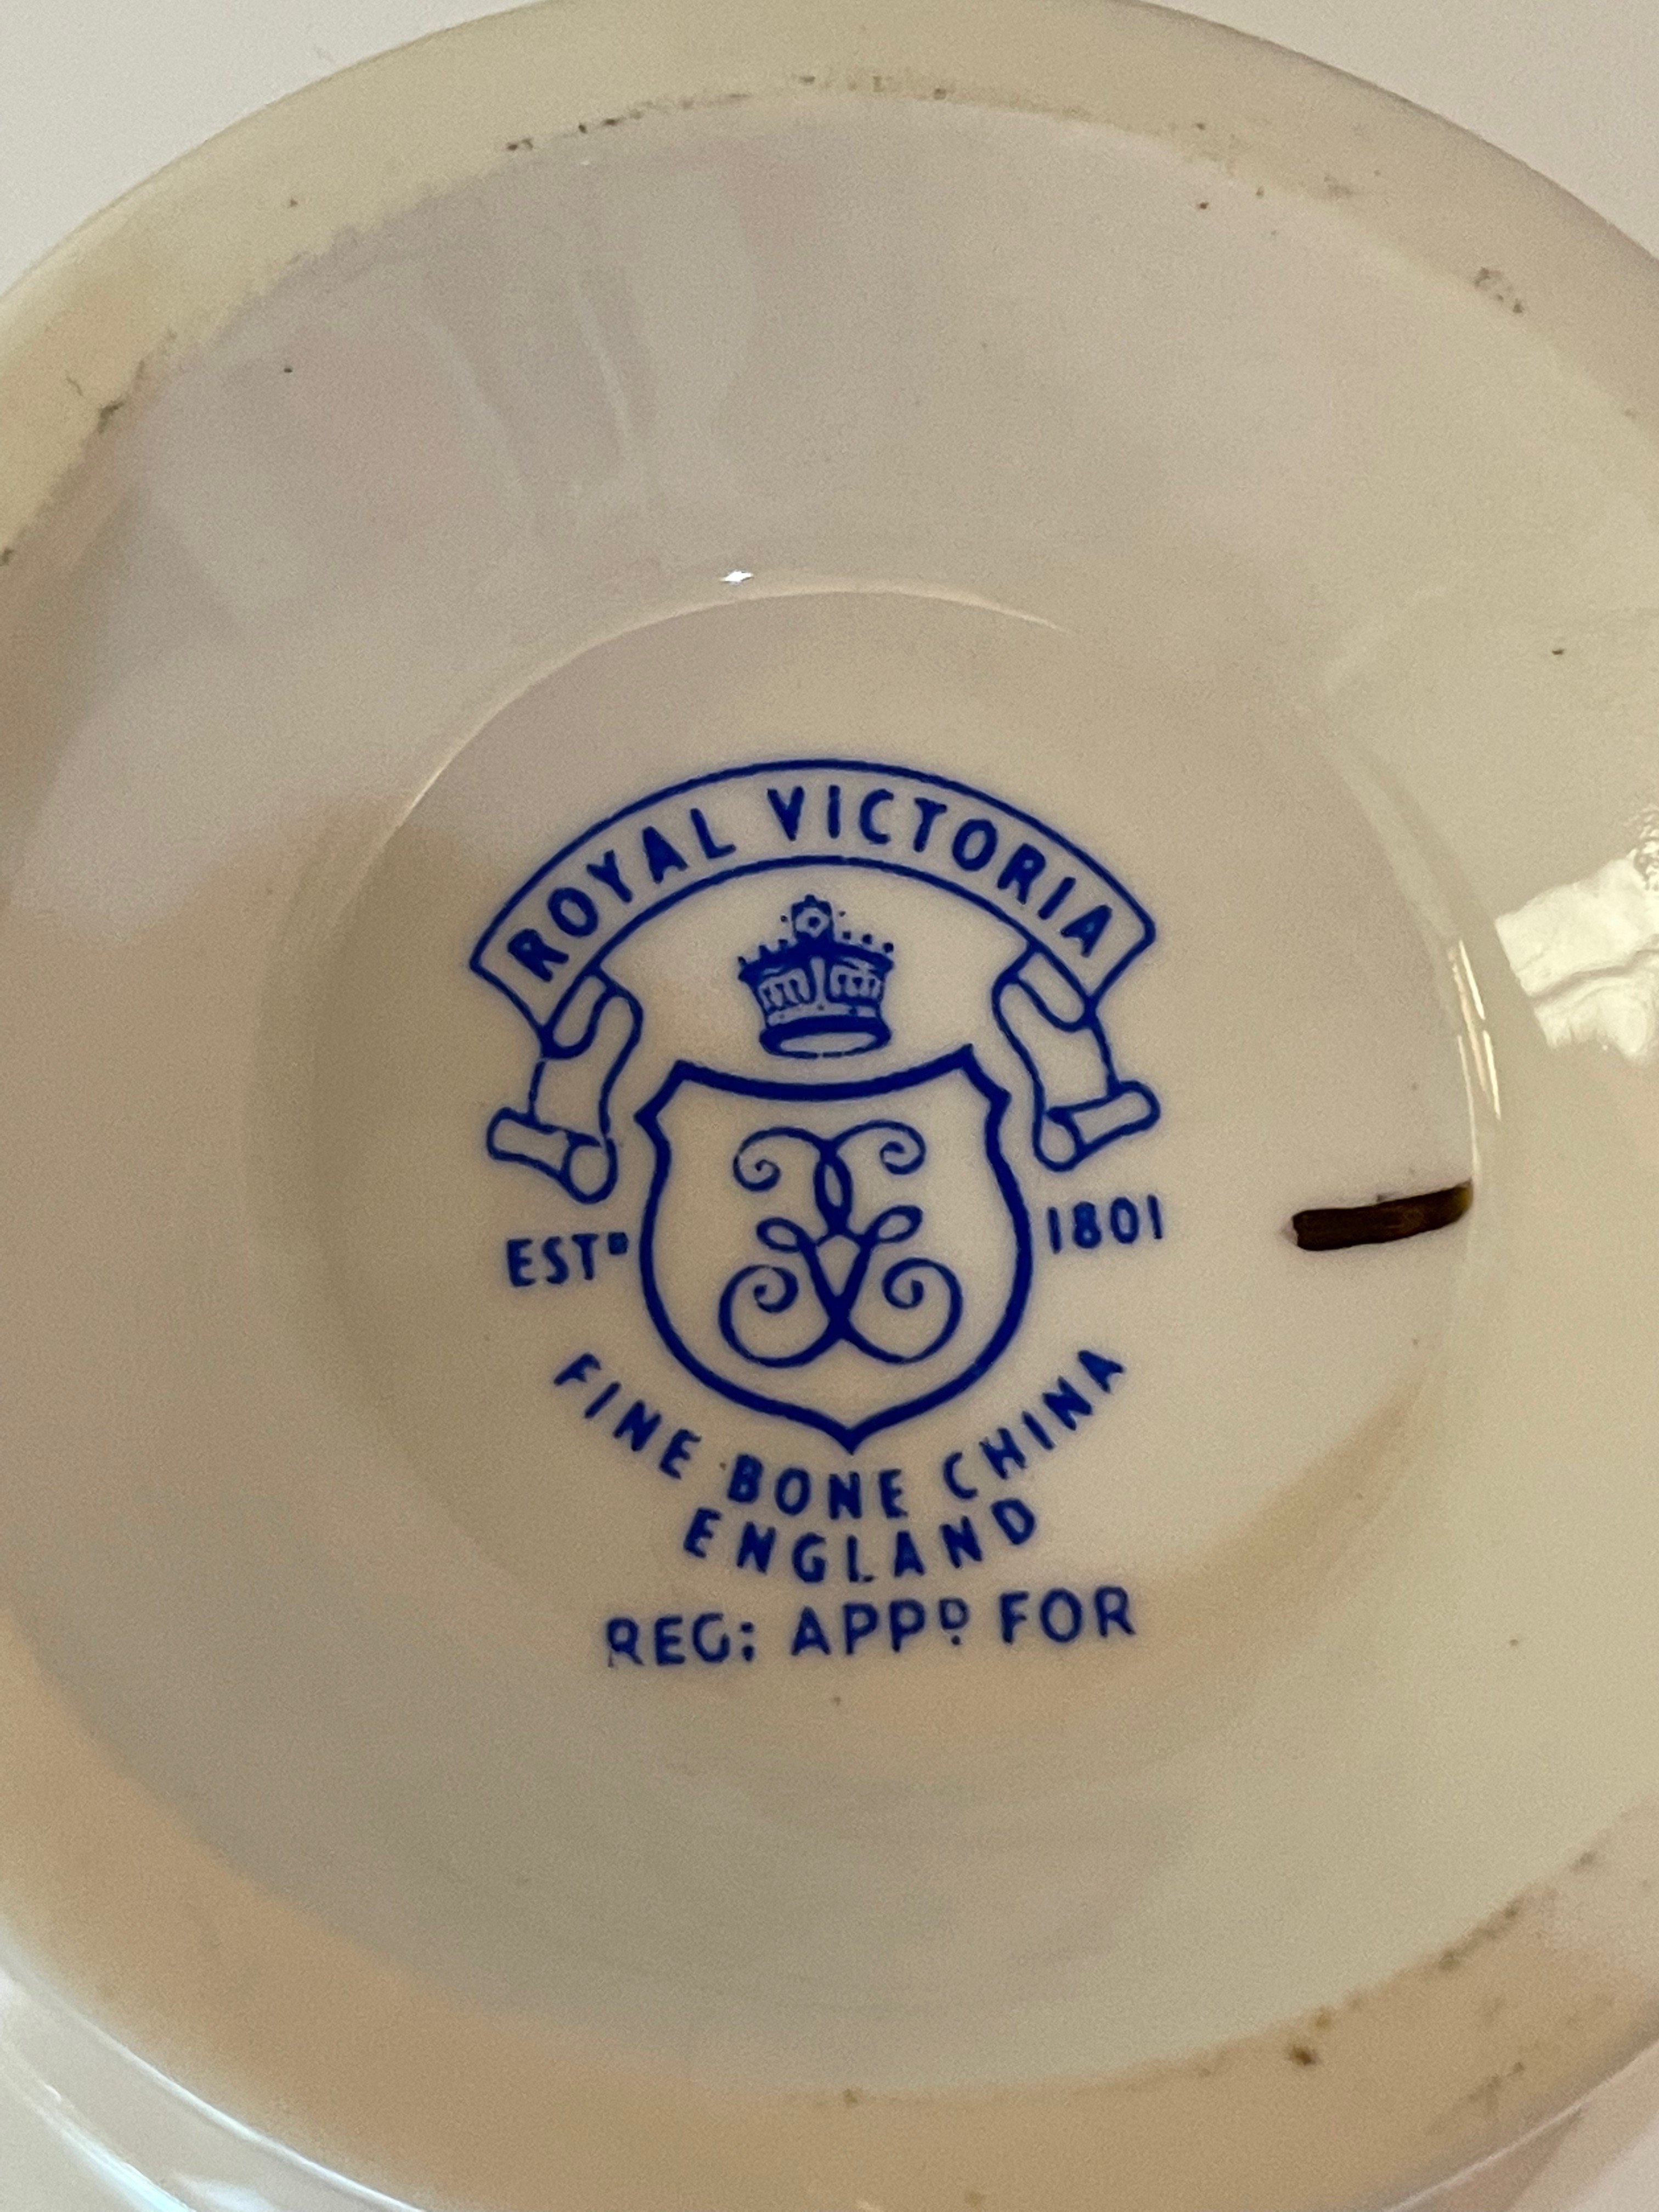 ROYAL VICTORIA
ESTD 1801
FINE BONE CHINA
ENGLAND
REG: APPD FOR